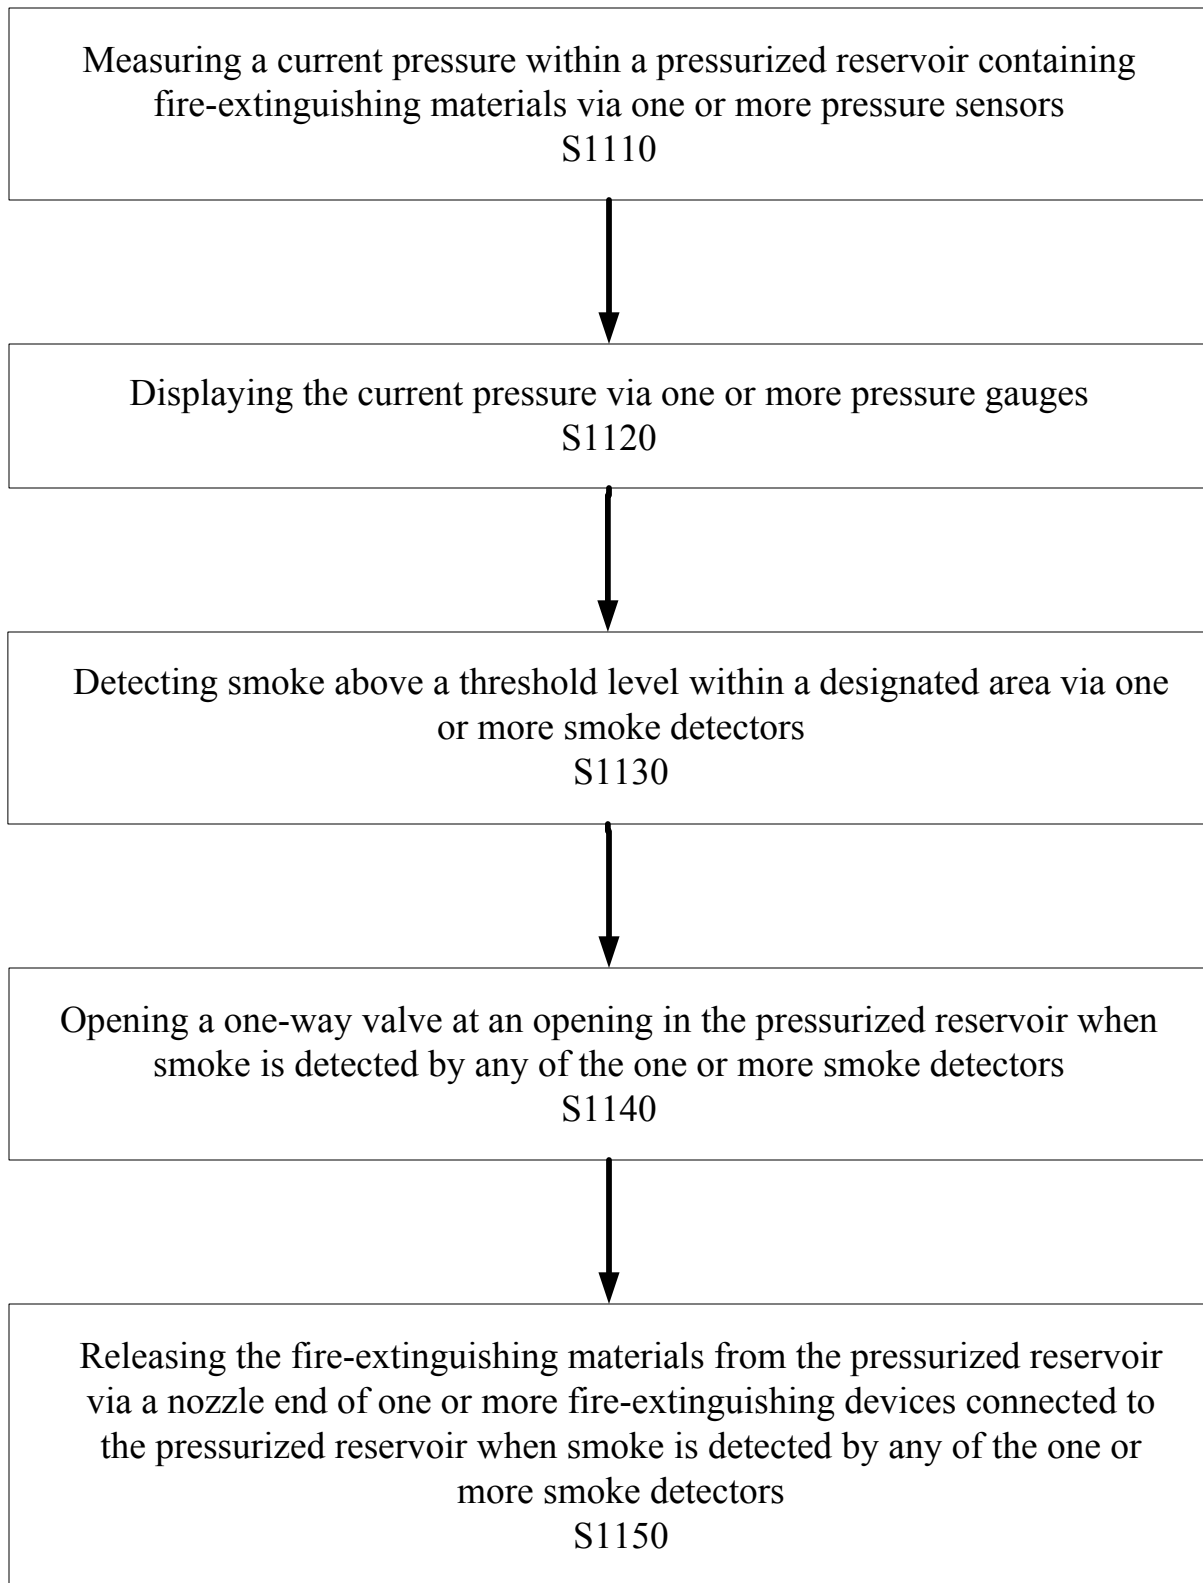 Measuring a current pressure within a pressurized reservoir containing
fire-extinguishing materials via one or more pressure sensors
S1110
Displaying the current pressure via one or more pressure gauges
S1120
Detecting smoke above a threshold level within a designated area via one
or more smoke detectors
S1130
Opening a one-way valve at an opening in the pressurized reservoir when
smoke is detected by any of the one or more smoke detectors
S1140
Releasing the fire-extinguishing materials from the pressurized reservoir
via a nozzle end of one or more fire-extinguishing devices connected to
the pressurized reservoir when smoke is detected by any of the one or
more smoke detectors
S1150